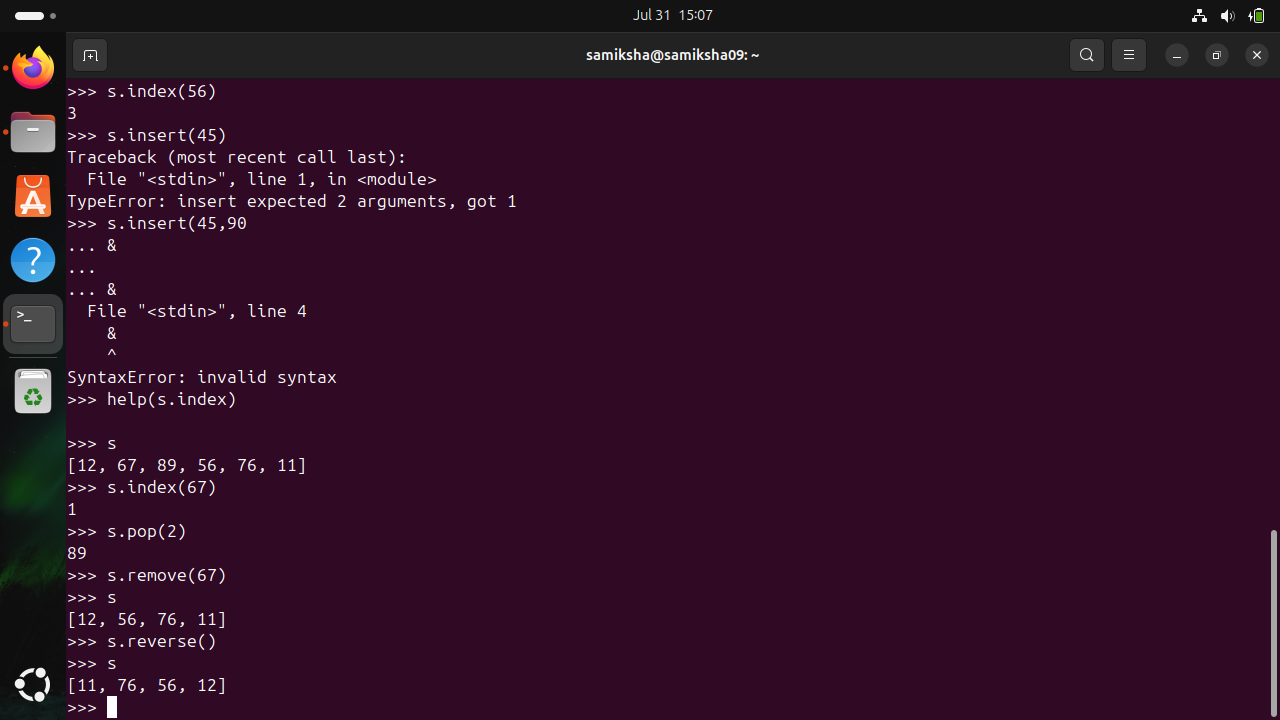 Jul 31 15:07
samiksha@samiksha09: ~
>>> s.index(56)
3
>>> s.insert(45)
Traceback (most recent call last):
  File "<stdin>", line 1, in <module>
TypeError: insert expected 2 arguments, got 1
>>> s.insert(45,90
... &
...
... &
  File "<stdin>", line 4
    &
    ^
SyntaxError: invalid syntax
>>> help(s.index)

>>> s
[12, 67, 89, 56, 76, 11]
>>> s.index(67)
1
>>> s.pop(2)
89
>>> s.remove(67)
>>> s
[12, 56, 76, 11]
>>> s.reverse()
>>> s
[11, 76, 56, 12]
>>>